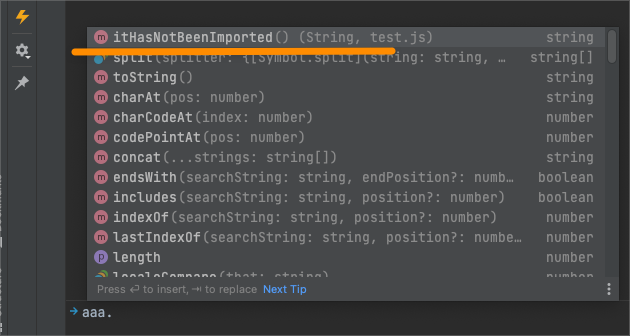 itHasNotBeenImported() (String, test.js) string
split(splitter: {[Symbol.split](string: string, … string[]
toString() string
charAt(pos: number) string
charCodeAt(index: number) number
codePointAt(pos: number) number
concat(...strings: string[]) string
endsWith(searchString: string, endPosition?: numb… boolean
includes(searchString: string, position?: number) boolean
indexOf(searchString: string, position?: number) number
lastIndexOf(searchString: string, position?: numbe… number
length number
localeCompare(that: string) number
Press ⏎ to insert, ⇥ to replace Next Tip
aaa.